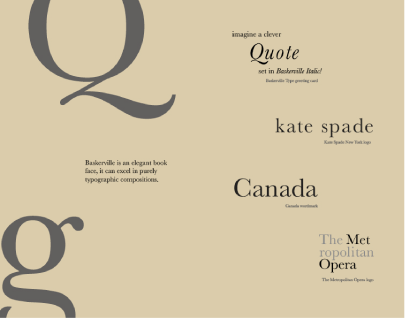 Q
imagine a clever
Quote
set in Baskerville Italic!
Baskerville Type greeting card
kate spade
Kate Spade New York logo
Baskerville is an elegant book
face, it can excel in purely
typographic compositions.
Canada
Canada wordmark
g
The Met
ropolitan
Opera
The Metropolitan Opera logo